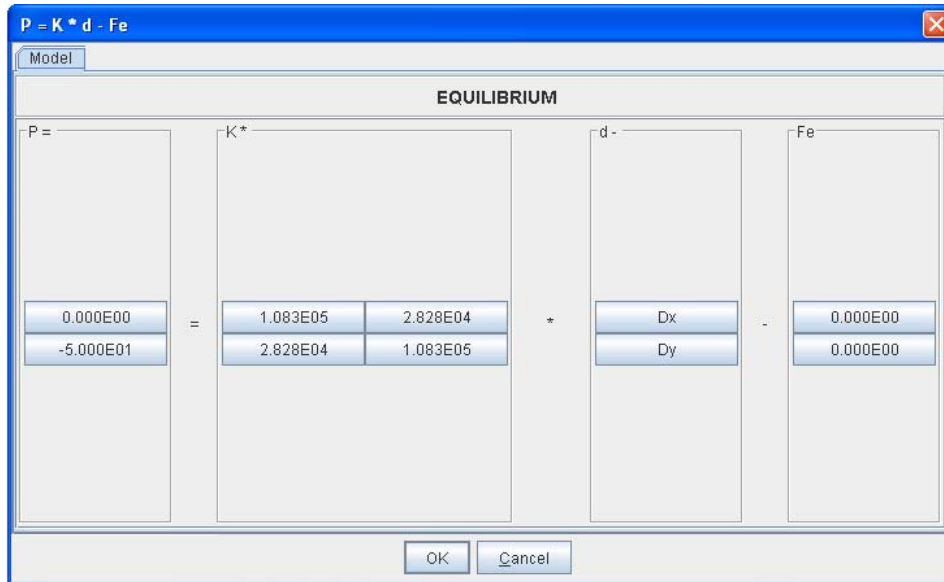 P = K * d - Fe
Model
EQUILIBRIUM
P = K * d - Fe
0.000E00 = 1.083E05 2.828E04 * Dx - 0.000E00
-5.000E01 2.828E04 1.083E05 Dy 0.000E00
OK Cancel